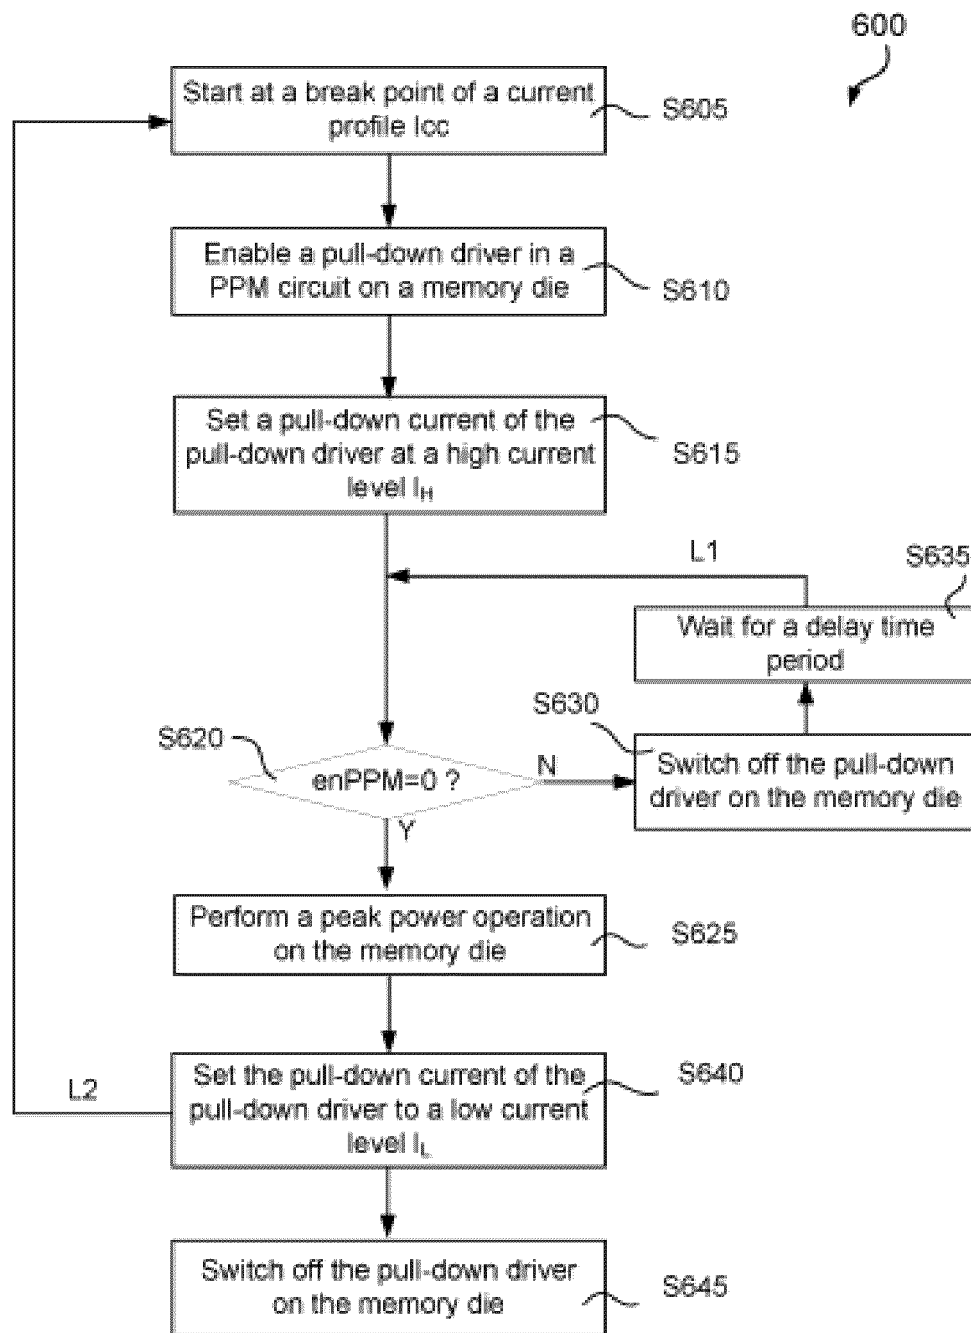 600
Start at a break point of a current
profile Icc
S605
Enable a pull-down driver in a
PPM circuit on a memory die
S610
Set a pull-down current of the
pull-down driver at a high current
level I_H
S615
L1
S635
Wait for a delay time
period
S630
Switch off the pull-down
driver on the memory die
S620
enPPM=0 ?
N
Y
Perform a peak power operation
on the memory die
S625
Set the pull-down current of the
pull-down driver to a low current
level I_L
S640
L2
Switch off the pull-down driver
on the memory die
S645